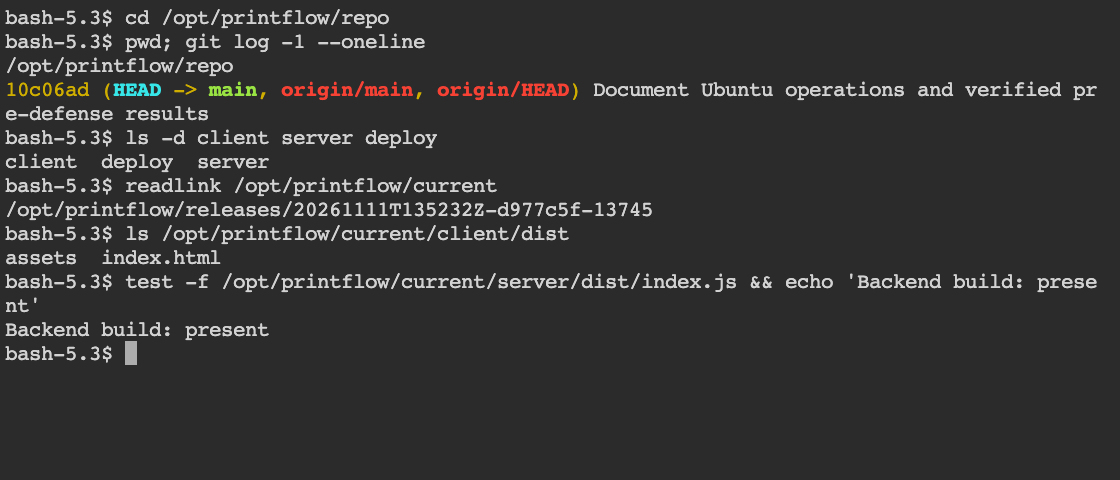 bash-5.3$ cd /opt/printflow/repo
bash-5.3$ pwd; git log -1 --oneline
/opt/printflow/repo
10c06ad (HEAD -> main, origin/main, origin/HEAD) Document Ubuntu operations and verified pr
e-defense results
bash-5.3$ ls -d client server deploy
client  deploy  server
bash-5.3$ readlink /opt/printflow/current
/opt/printflow/releases/20261111T135232Z-d977c5f-13745
bash-5.3$ ls /opt/printflow/current/client/dist
assets  index.html
bash-5.3$ test -f /opt/printflow/current/server/dist/index.js && echo 'Backend build: prese
nt'
Backend build: present
bash-5.3$